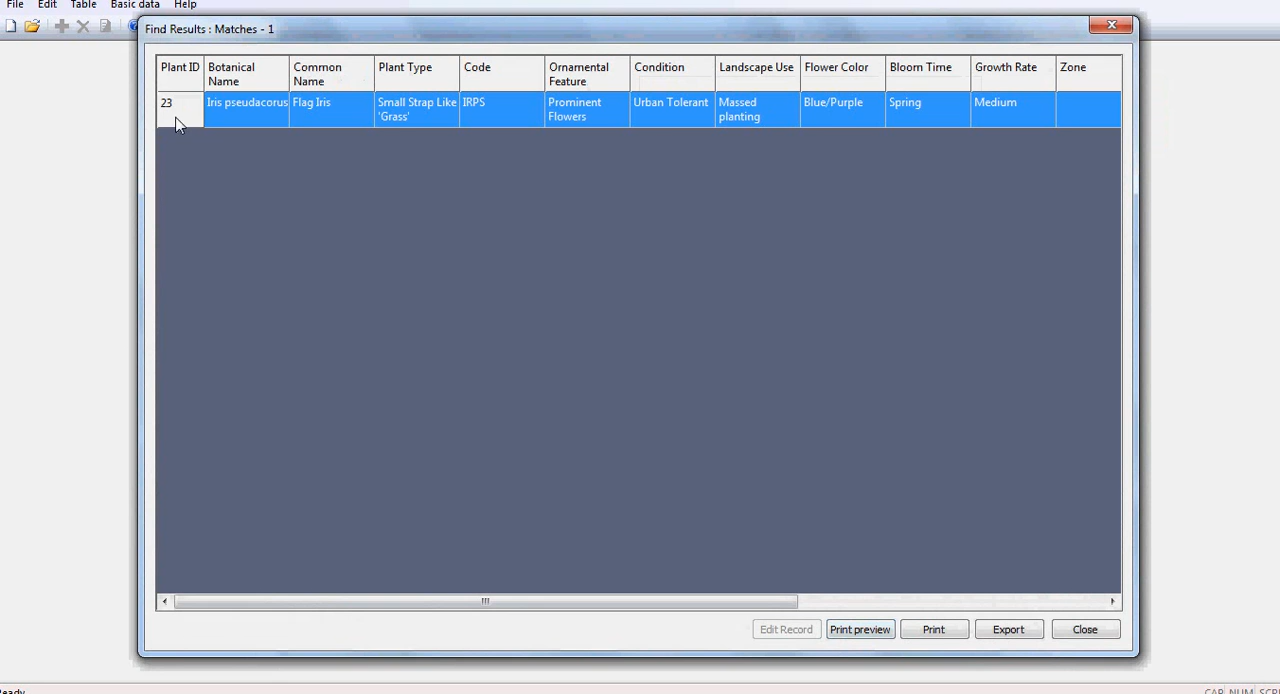 File Edit Table Basic data Help
Find Results : Matches - 1
Plant ID Botanical Name Common Name Plant Type Code Ornamental Feature Condition Landscape Use Flower Color Bloom Time Growth Rate Zone
23 Iris pseudacorus Flag Iris Small Strap Like 'Grass' IRPS Prominent Flowers Urban Tolerant Massed planting Blue/Purple Spring Medium
Edit Record Print preview Print Export Close
CAP NUM